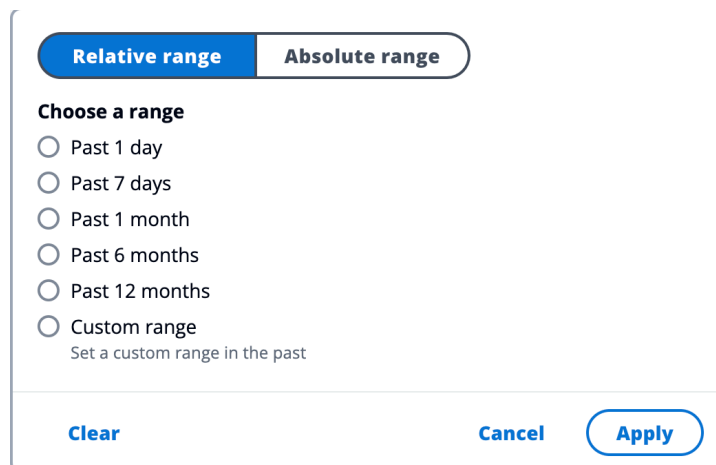 Relative range Absolute range
Choose a range
Past 1 day
Past 7 days
Past 1 month
Past 6 months
Past 12 months
Custom range
Set a custom range in the past
Clear Cancel Apply